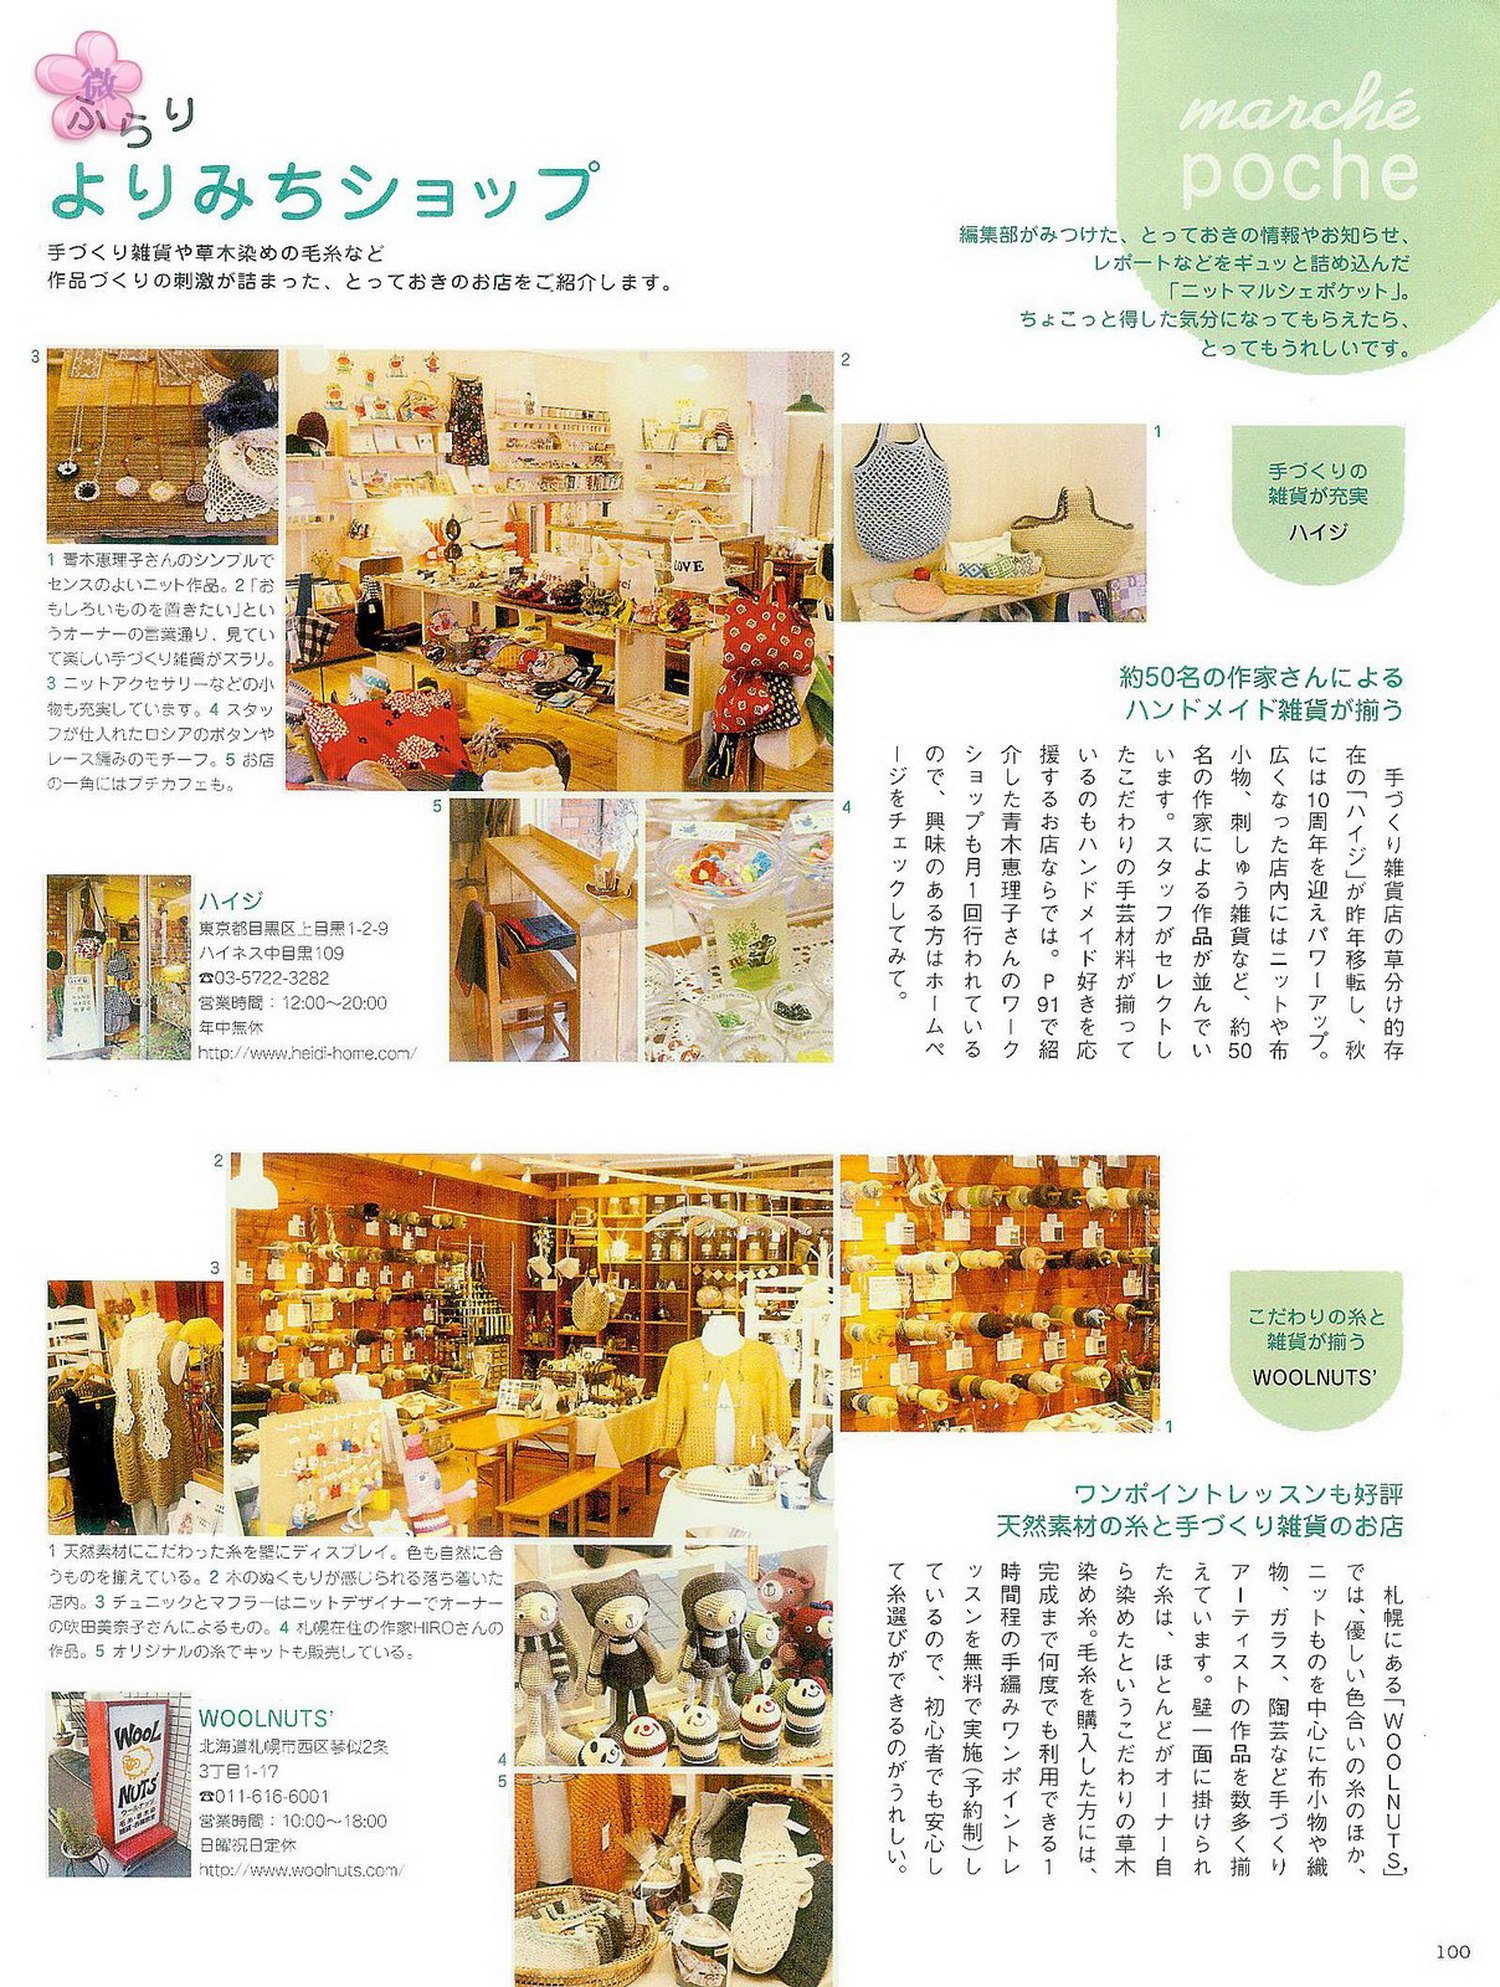 微
ふらり
よりみちショップ
手づくり雑貨や草木染めの毛糸など
作品づくりの刺激が詰まった、とっておきのお店をご紹介します。
marché
poche
編集部がみつけた、とっておきの情報やお知らせ、
レポートなどをギュッと詰め込んだ
「ニットマルシェポケット」。
ちょこっと得した気分になってもらえたら、
とってもうれしいです。
3
2
1
LOVE
手づくりの
雑貨が充実
ハイジ
1 青木恵理子さんのシンプルで
センスのよいニット作品。2「お
もしろいものを置きたい」とい
うオーナーの言葉通り、見てい
て楽しい手づくり雑貨がズラリ。
3 ニットアクセサリーなどの小
物も充実しています。4 スタッ
フが仕入れたロシアのボタンや
レース編みのモチーフ。5 お店
の一角にはプチカフェも。
5
4
約50名の作家さんによる
ハンドメイド雑貨が揃う
手づくり雑貨店の草分け的存
在の「ハイジ」が昨年移転し、秋
には10周年を迎えパワーアップ。
広くなった店内にはニットや布
小物、刺しゅう雑貨など、約50
名の作家による作品が並んでい
います。スタッフがセレクトし
たこだわりの手芸材料が揃って
いるのもハンドメイド好きを応
援するお店ならでは。P91で紹
介した青木恵理子さんのワーク
ショップも月1回行われている
ので、興味のある方はホームペ
ージをチェックしてみて。
ハイジ
東京都目黒区上目黒1-2-9
ハイネス中目黒109
☎03-5722-3282
営業時間：12:00〜20:00
年中無休
http://www.heidi-home.com/
2
3
1
こだわりの糸と
雑貨が揃う
WOOLNUTS’
1 天然素材にこだわった糸を壁にディスプレイ。色も自然に合
うものを揃えている。2 木のぬくもりが感じられる落ち着いた
店内。3 チュニックとマフラーはニットデザイナーでオーナー
の吹田美奈子さんによるもの。4 札幌在住の作家HIROさんの
作品。5 オリジナルの糸でキットも販売している。
4
5
ワンポイントレッスンも好評
天然素材の糸と手づくり雑貨のお店
札幌にある「WOOLNUTS’」
では、優しい色合いの糸のほか、
ニットものを中心に布小物や織
物、ガラス、陶芸など手づくり
アーティストの作品を数多く揃
えています。壁一面に掛けられ
た糸は、ほとんどがオーナー自
ら染めたというこだわりの草木
染め糸。毛糸を購入した方には、
完成まで何度でも利用できる1
時間程の手編みワンポイントレ
ッスンを無料で実施（予約制）し
ているので、初心者でも安心し
て糸選びができるのがうれしい。
WOOL
NUTS'
ウールナッツ
WOOLNUTS’
北海道札幌市西区琴似2条
3丁目1-17
☎011-616-6001
営業時間：10:00〜18:00
日曜祝日定休
http://www.woolnuts.com/
100